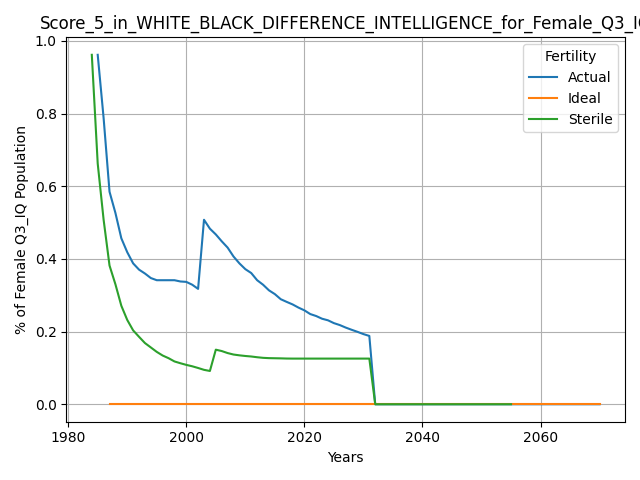 Score_5_in_WHITE_BLACK_DIFFERENCE_INTELLIGENCE_for_Female_Q3_IQ
% of Female Q3_IQ Population
1.0
0.8
0.6
0.4
0.2
0.0
Fertility
Actual
Ideal
Sterile
1980 2000 2020 2040 2060
Years